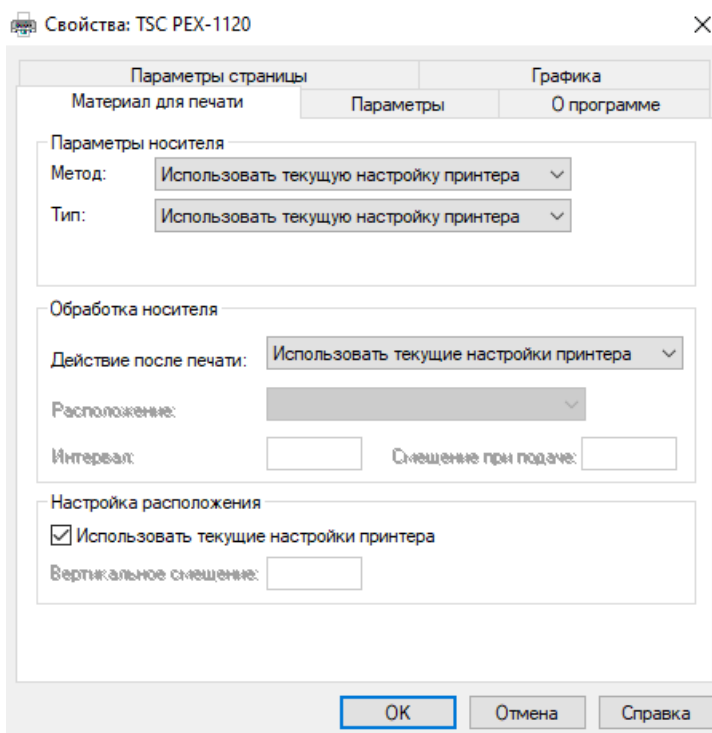 Свойства: TSC PEX-1120
Параметры страницы
Графика
Материал для печати
Параметры
О программе
Параметры носителя
Метод: Использовать текущую настройку принтера
Тип: Использовать текущую настройку принтера
Обработка носителя
Действие после печати: Использовать текущие настройки принтера
Расположение:
Интервал: Смещение при подаче:
Настройка расположения
Использовать текущие настройки принтера
Вертикальное смещение:
OK Отмена Справка